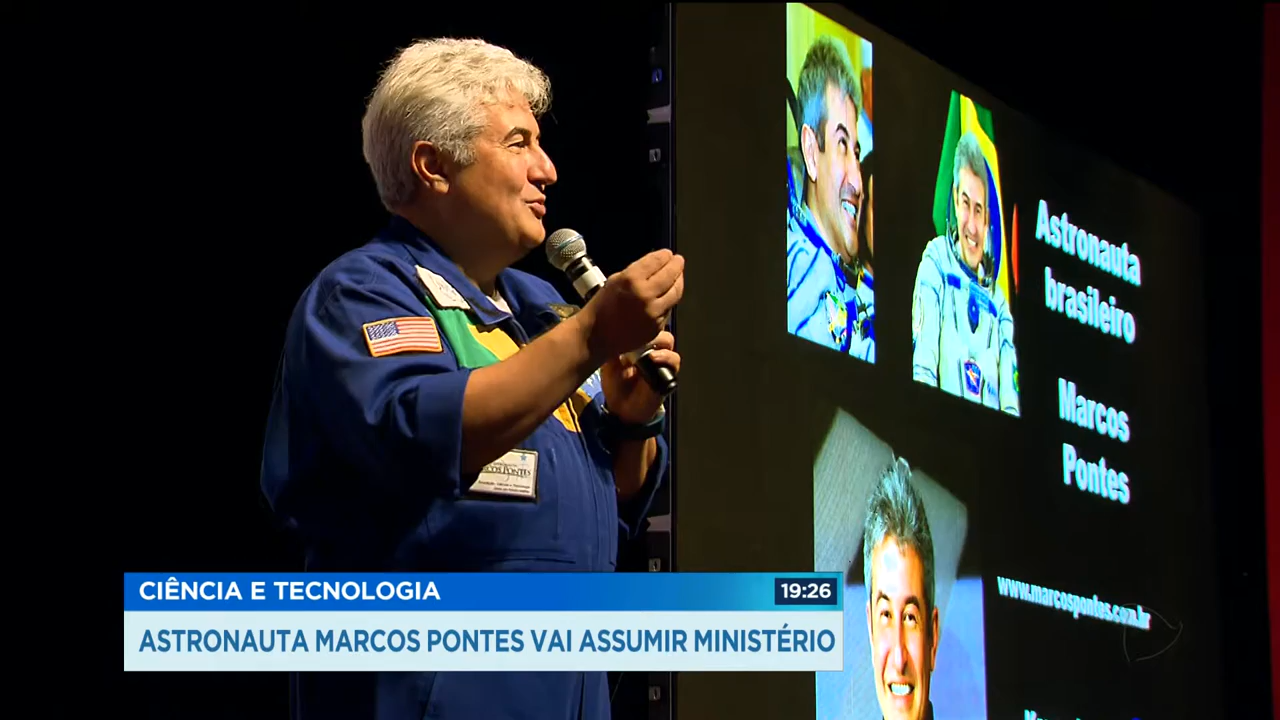 Astronauta
brasileiro
Marcos
Pontes
www.marcospontes.com.br
CIÊNCIA E TECNOLOGIA
19:26
ASTRONAUTA MARCOS PONTES VAI ASSUMIR MINISTÉRIO